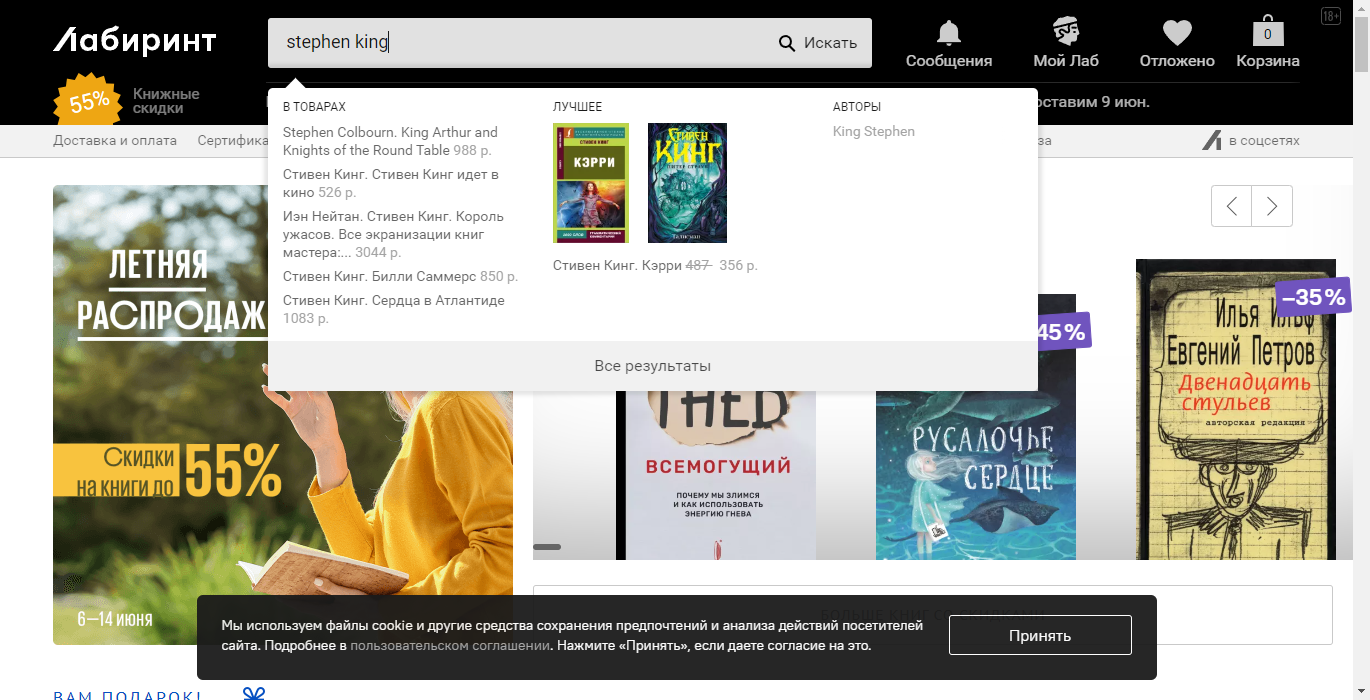 Лабиринт
stephen king
Искать
Сообщения
Мой Лаб
Отложено
0
Корзина
18+
55%
Книжные
скидки
оставим 9 июн.
Доставка и оплата
Сертифика
за
в соцсетях
В ТОВАРАХ
Stephen Colbourn. King Arthur and
Knights of the Round Table 988 р.
Стивен Кинг. Стивен Кинг идет в
кино 526 р.
Иэн Нейтан. Стивен Кинг. Король
ужасов. Все экранизации книг
мастера:... 3044 р.
Стивен Кинг. Билли Саммерс 850 р.
Стивен Кинг. Сердца в Атлантиде
1083 р.
ЛУЧШЕЕ
СТИВЕН КИНГ
КЭРРИ
СТИВЕН
КИНГ
Талисман
Стивен Кинг. Кэрри 487 356 р.
АВТОРЫ
King Stephen
Все результаты
ЛЕТНЯЯ
РАСПРОДАЖ
Скидки
на книги до
55%
6–14 июня
ГНЕВ
ВСЕМОГУЩИЙ
ПОЧЕМУ МЫ ЗЛИМСЯ
И КАК ИСПОЛЬЗОВАТЬ
ЭНЕРГИЮ ГНЕВА
45%
РУСАЛОЧЬЕ
СЕРДЦЕ
–35%
Илья Ильф
Евгений Петров
Двенадцать
стульев
авторская редакция
Мы используем файлы cookie и другие средства сохранения предпочтений и анализа действий посетителей
сайта. Подробнее в пользовательском соглашении. Нажмите «Принять», если даете согласие на это.
Принять
ВАМ ПОДАРОК!